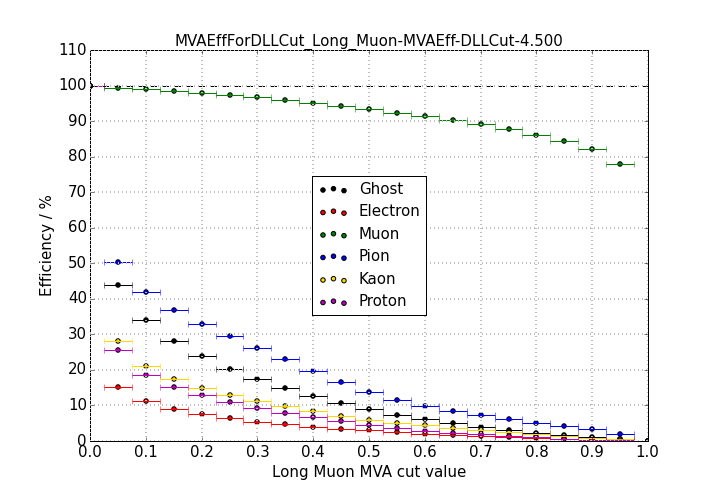 MVAEffForDLLCut_Long_Muon-MVAEff-DLLCut-4.500
110
100
90
80
70
60
50
40
30
20
10
0
Efficiency / %
Ghost
Electron
Muon
Pion
Kaon
Proton
0.0 0.1 0.2 0.3 0.4 0.5 0.6 0.7 0.8 0.9 1.0
Long Muon MVA cut value